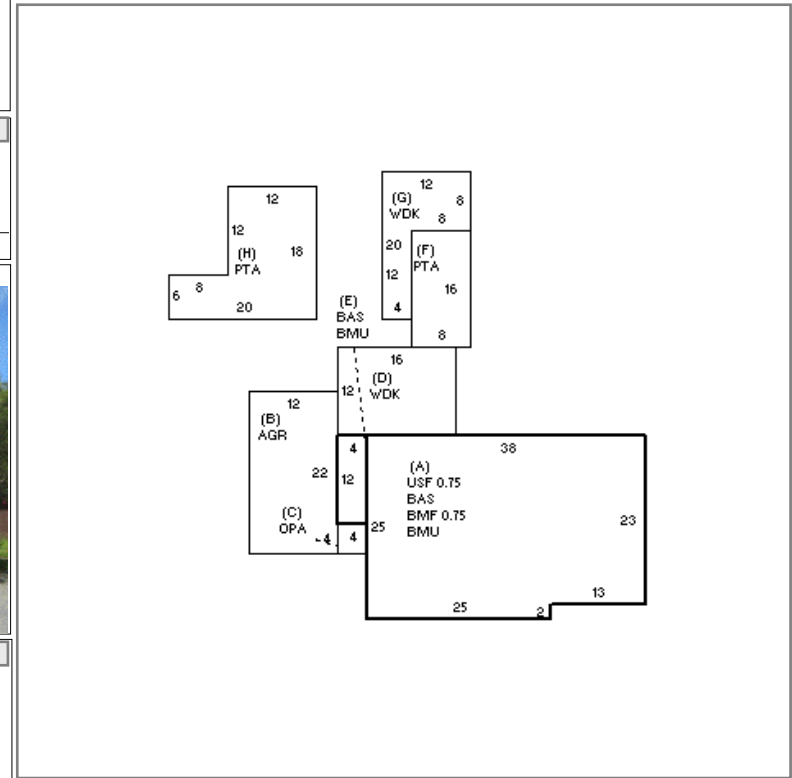 12
12
(H)
PTA
18
8
6
20
12
(G)
WDK
8
8
20
(F)
PTA
12
16
4
8
(E)
BAS
BMU
16
(D)
WDK
12
12
(B)
AGR
22
4
12
(C)
OPA
-4
4
38
(A)
USF 0.75
BAS
BMF 0.75
BMU
25
23
13
25
2